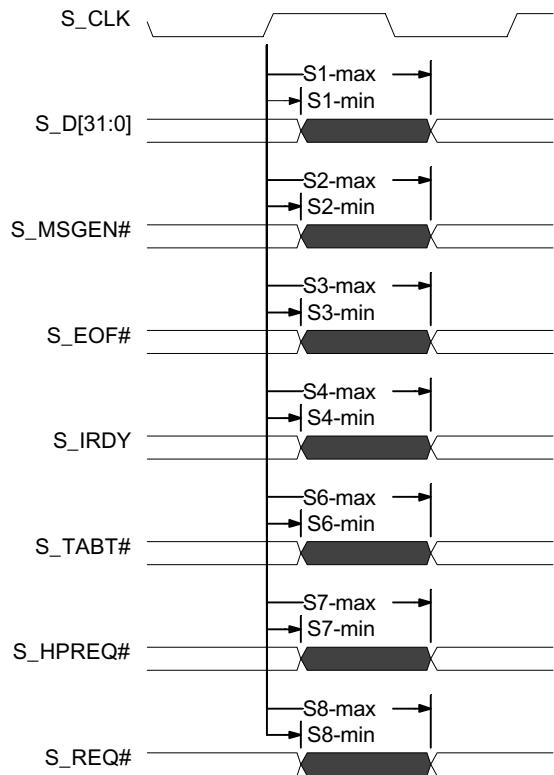 S_CLK
S1-max
S1-min
S_D[31:0]
S2-max
S2-min
S_MSGEN#
S3-max
S3-min
S_EOF#
S4-max
S4-min
S_IRDY
S6-max
S6-min
S_TABT#
S7-max
S7-min
S_HPREQ#
S8-max
S8-min
S_REQ#